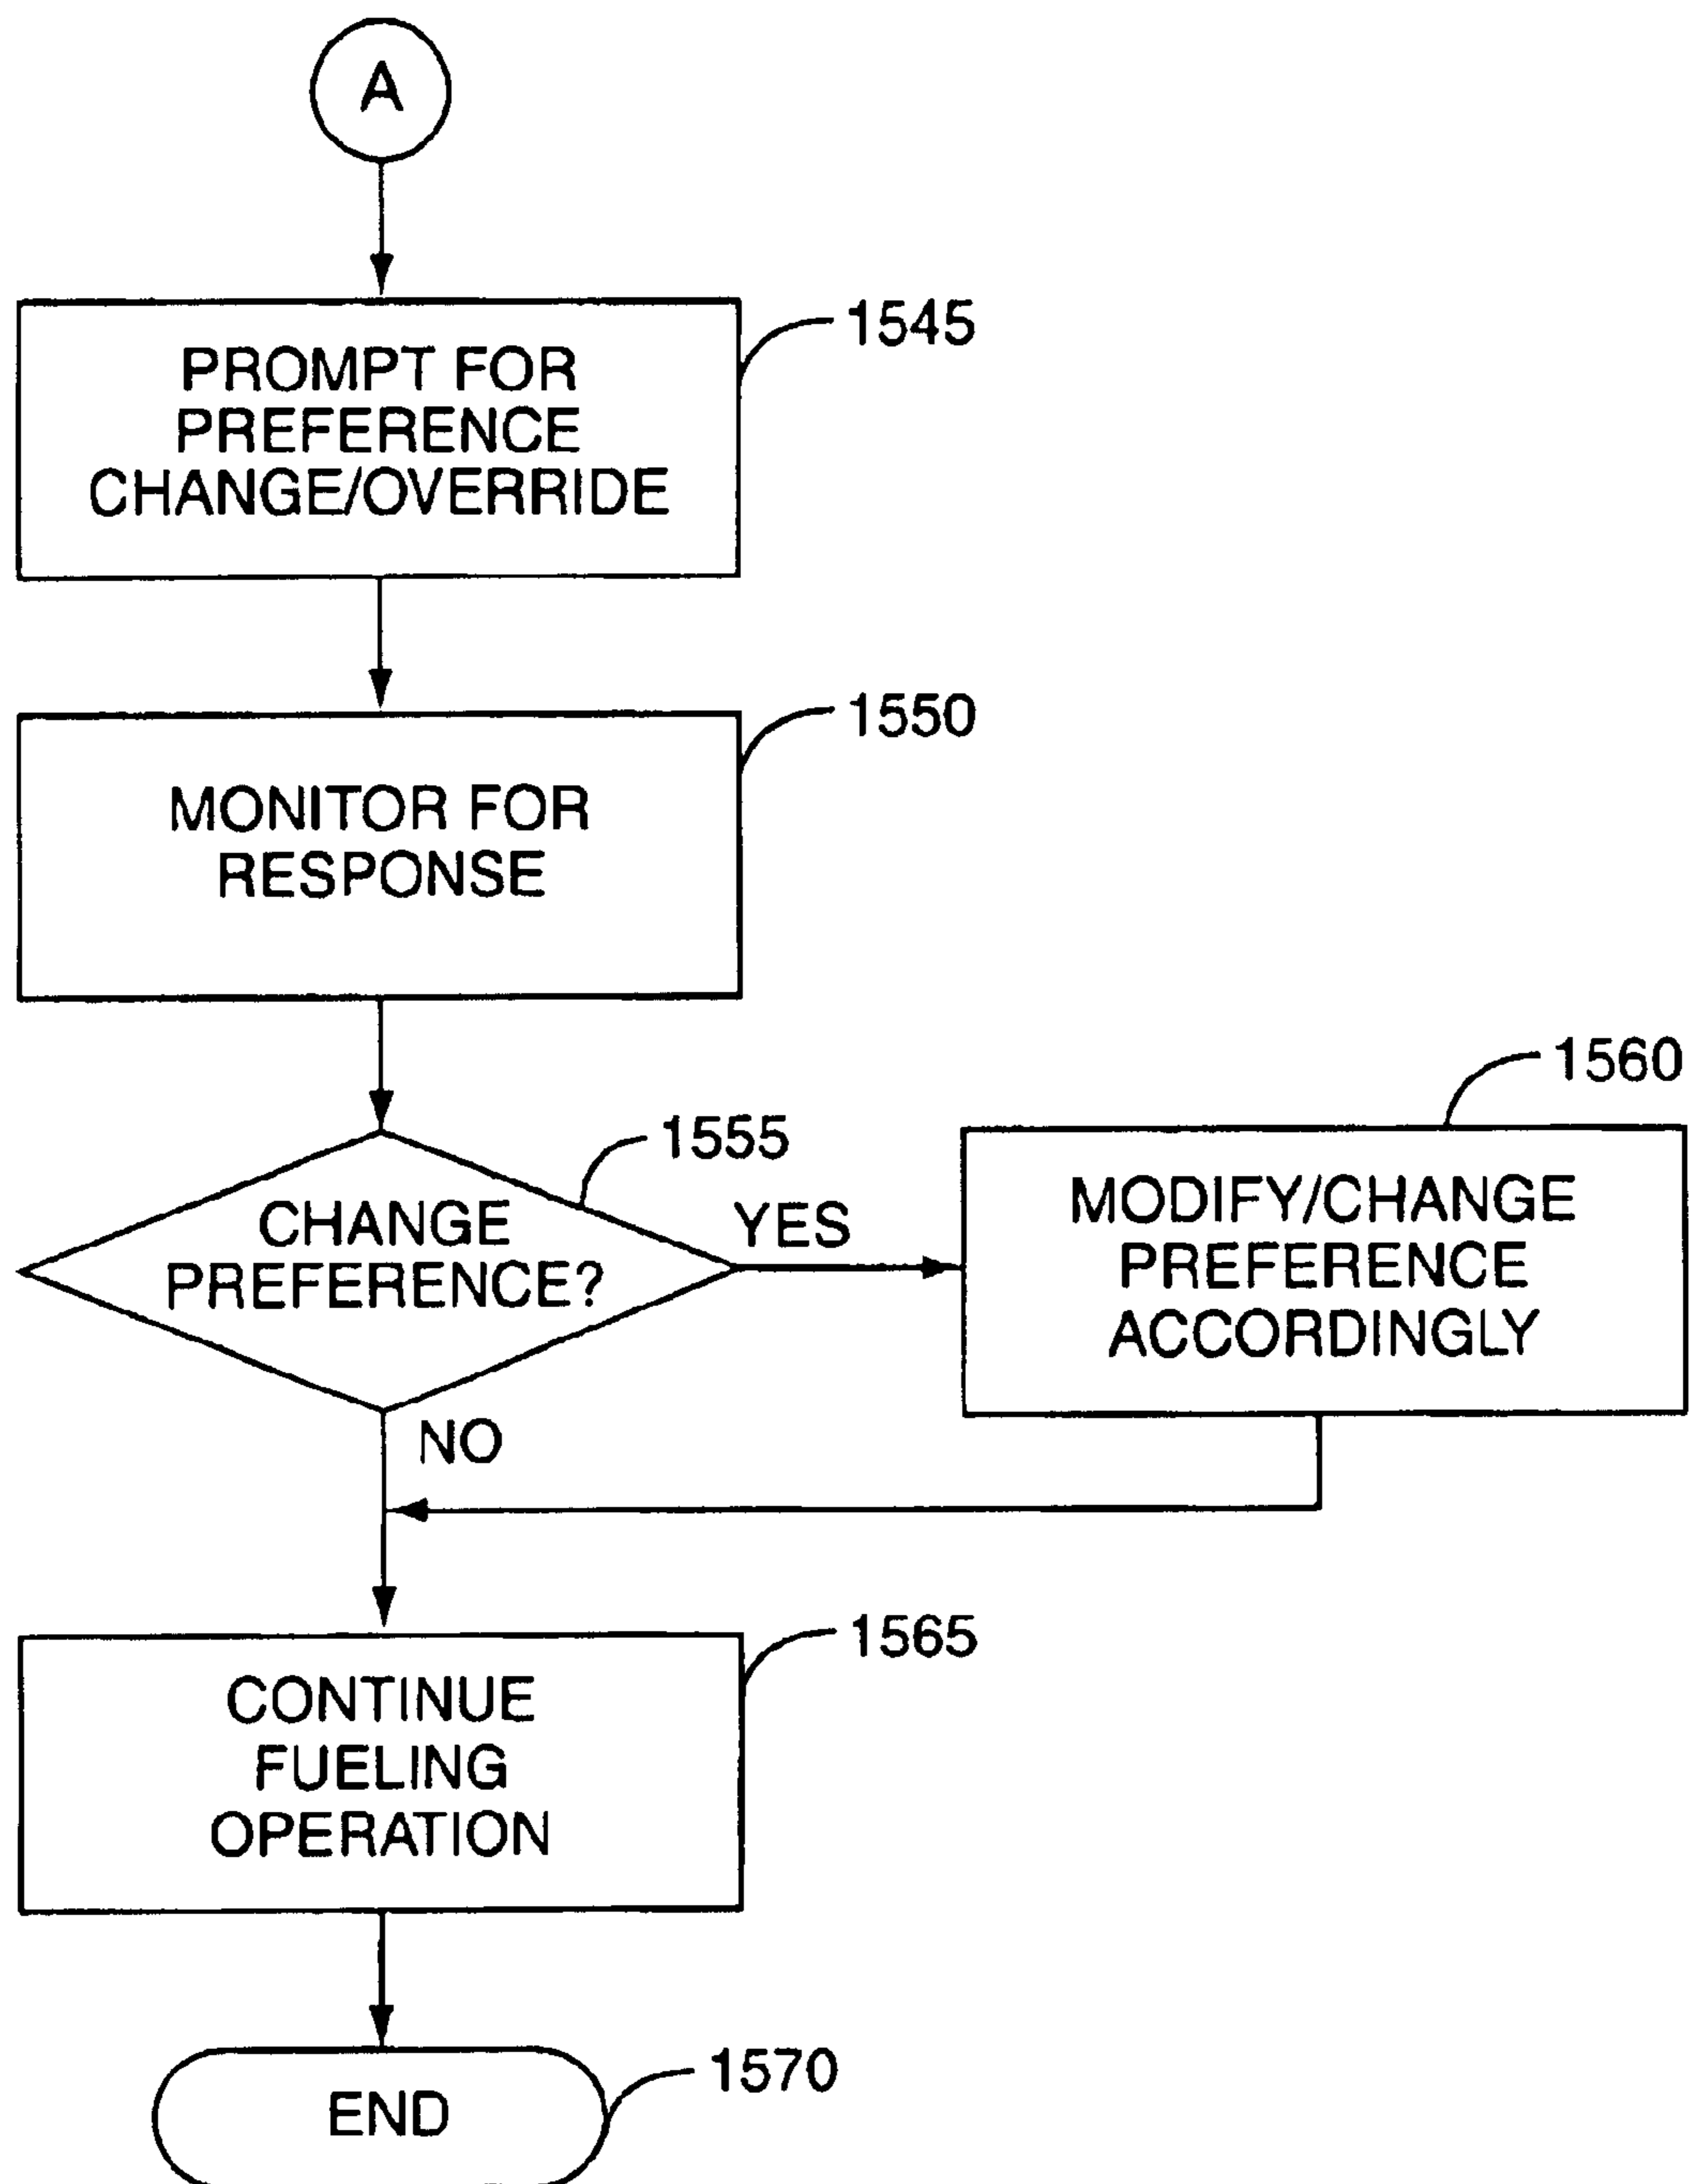 A
PROMPT FOR
PREFERENCE
CHANGE/OVERRIDE
1545
MONITOR FOR
RESPONSE
1550
CHANGE
PREFERENCE?
1555
YES
NO
MODIFY/CHANGE
PREFERENCE
ACCORDINGLY
1560
CONTINUE
FUELING
OPERATION
1565
END
1570